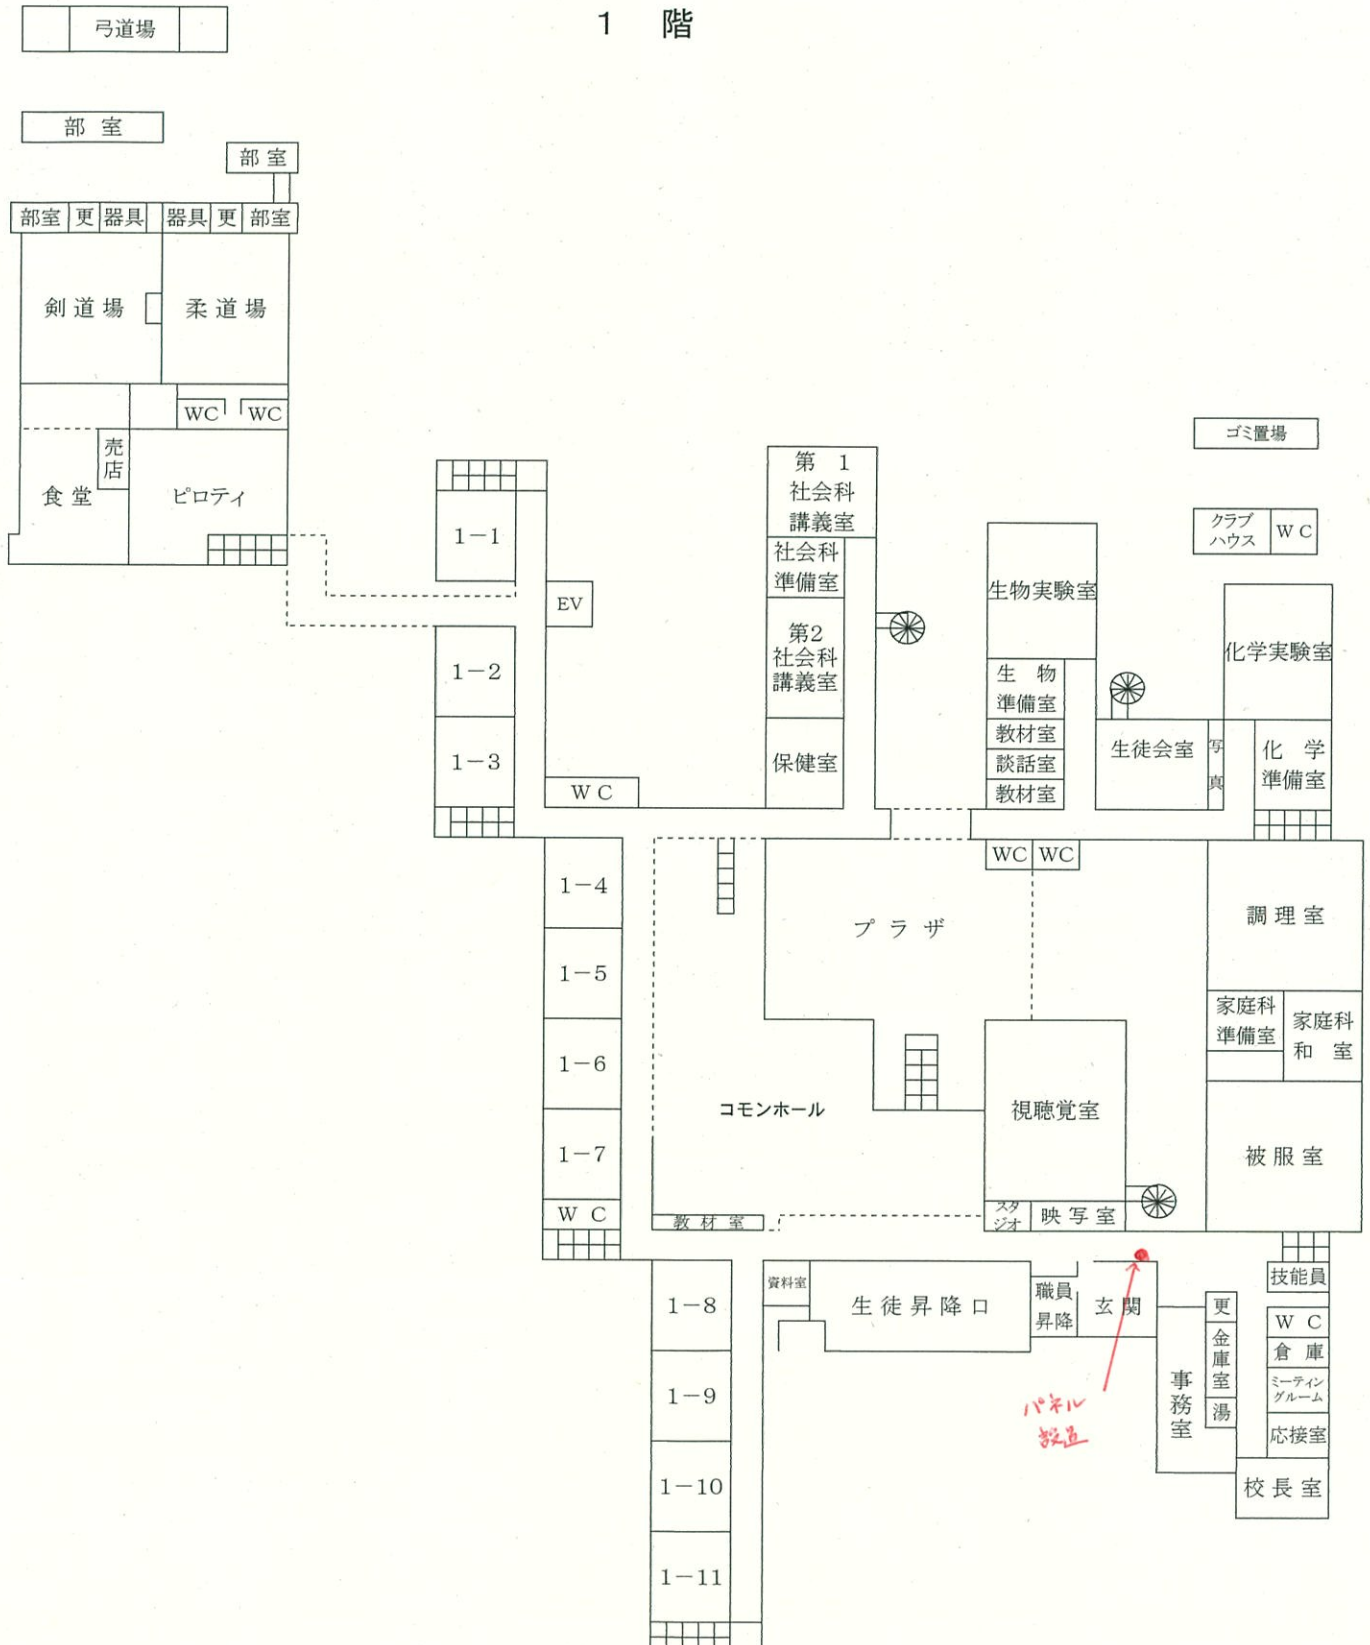 1 階
弓道場
部 室
部 室
部室 更 器具 器具 更 部室
剣 道 場
柔 道 場
WC WC
売
店
食 堂
ピロティ
ゴミ置場
クラブ
ハウス
W C
1-1
EV
1-2
1-3
W C
第 1
社会科
講義室
社会科
準備室
第2
社会科
講義室
保健室
生物実験室
生 物
準備室
教材室
談話室
教材室
生徒会室
写
真
化学実験室
化 学
準備室
1-4
1-5
1-6
1-7
W C
プ ラ ザ
WC WC
調 理 室
家庭科
準備室
家庭科
和 室
コモンホール
視聴覚室
被 服 室
教 材 室
スタ
ジオ
映 写 室
1-8
1-9
1-10
1-11
資料室
生 徒 昇 降 口
職員
昇降
玄 関
技能員
更
金
庫
室
湯
事
務
室
W C
倉 庫
ミーティン
グルーム
応接室
校 長 室
パネル
設置